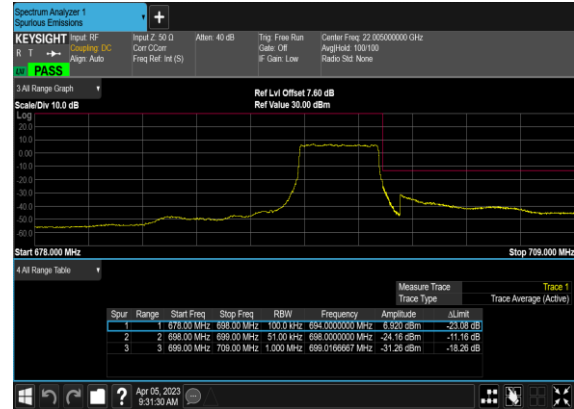 Spectrum Analyzer 1
Spurious Emissions
KEYSIGHT Input: RF Input Z: 50 Ω Atten: 40 dB Trig: Free Run Center Freq: 22.005000000 GHz
R T Coupling: DC Corr CCorr Gate: Off Avg|Hold: 100/100
Align: Auto Freq Ref: Int (S) IF Gain: Low Radio Std: None
PASS
3 All Range Graph
Ref Lvl Offset 7.60 dB
Scale/Div 10.0 dB Ref Value 30.00 dBm
Log
20.0
10.0
0.00
-10.0
-20.0
-30.0
-40.0
-50.0
-60.0
Start 678.000 MHz Stop 709.000 MHz
4 All Range Table
Measure Trace Trace 1
Trace Type Trace Average (Active)
Spur Range Start Freq Stop Freq RBW Frequency Amplitude ΔLimit
1 1 678.00 MHz 698.00 MHz 100.0 kHz 694.0000000 MHz 6.920 dBm -23.08 dB
2 2 698.00 MHz 699.00 MHz 51.00 kHz 698.0000000 MHz -24.16 dBm -11.16 dB
3 3 699.00 MHz 709.00 MHz 1.000 MHz 699.0166667 MHz -31.26 dBm -18.26 dB
? Apr 05, 2023
9:31:30 AM